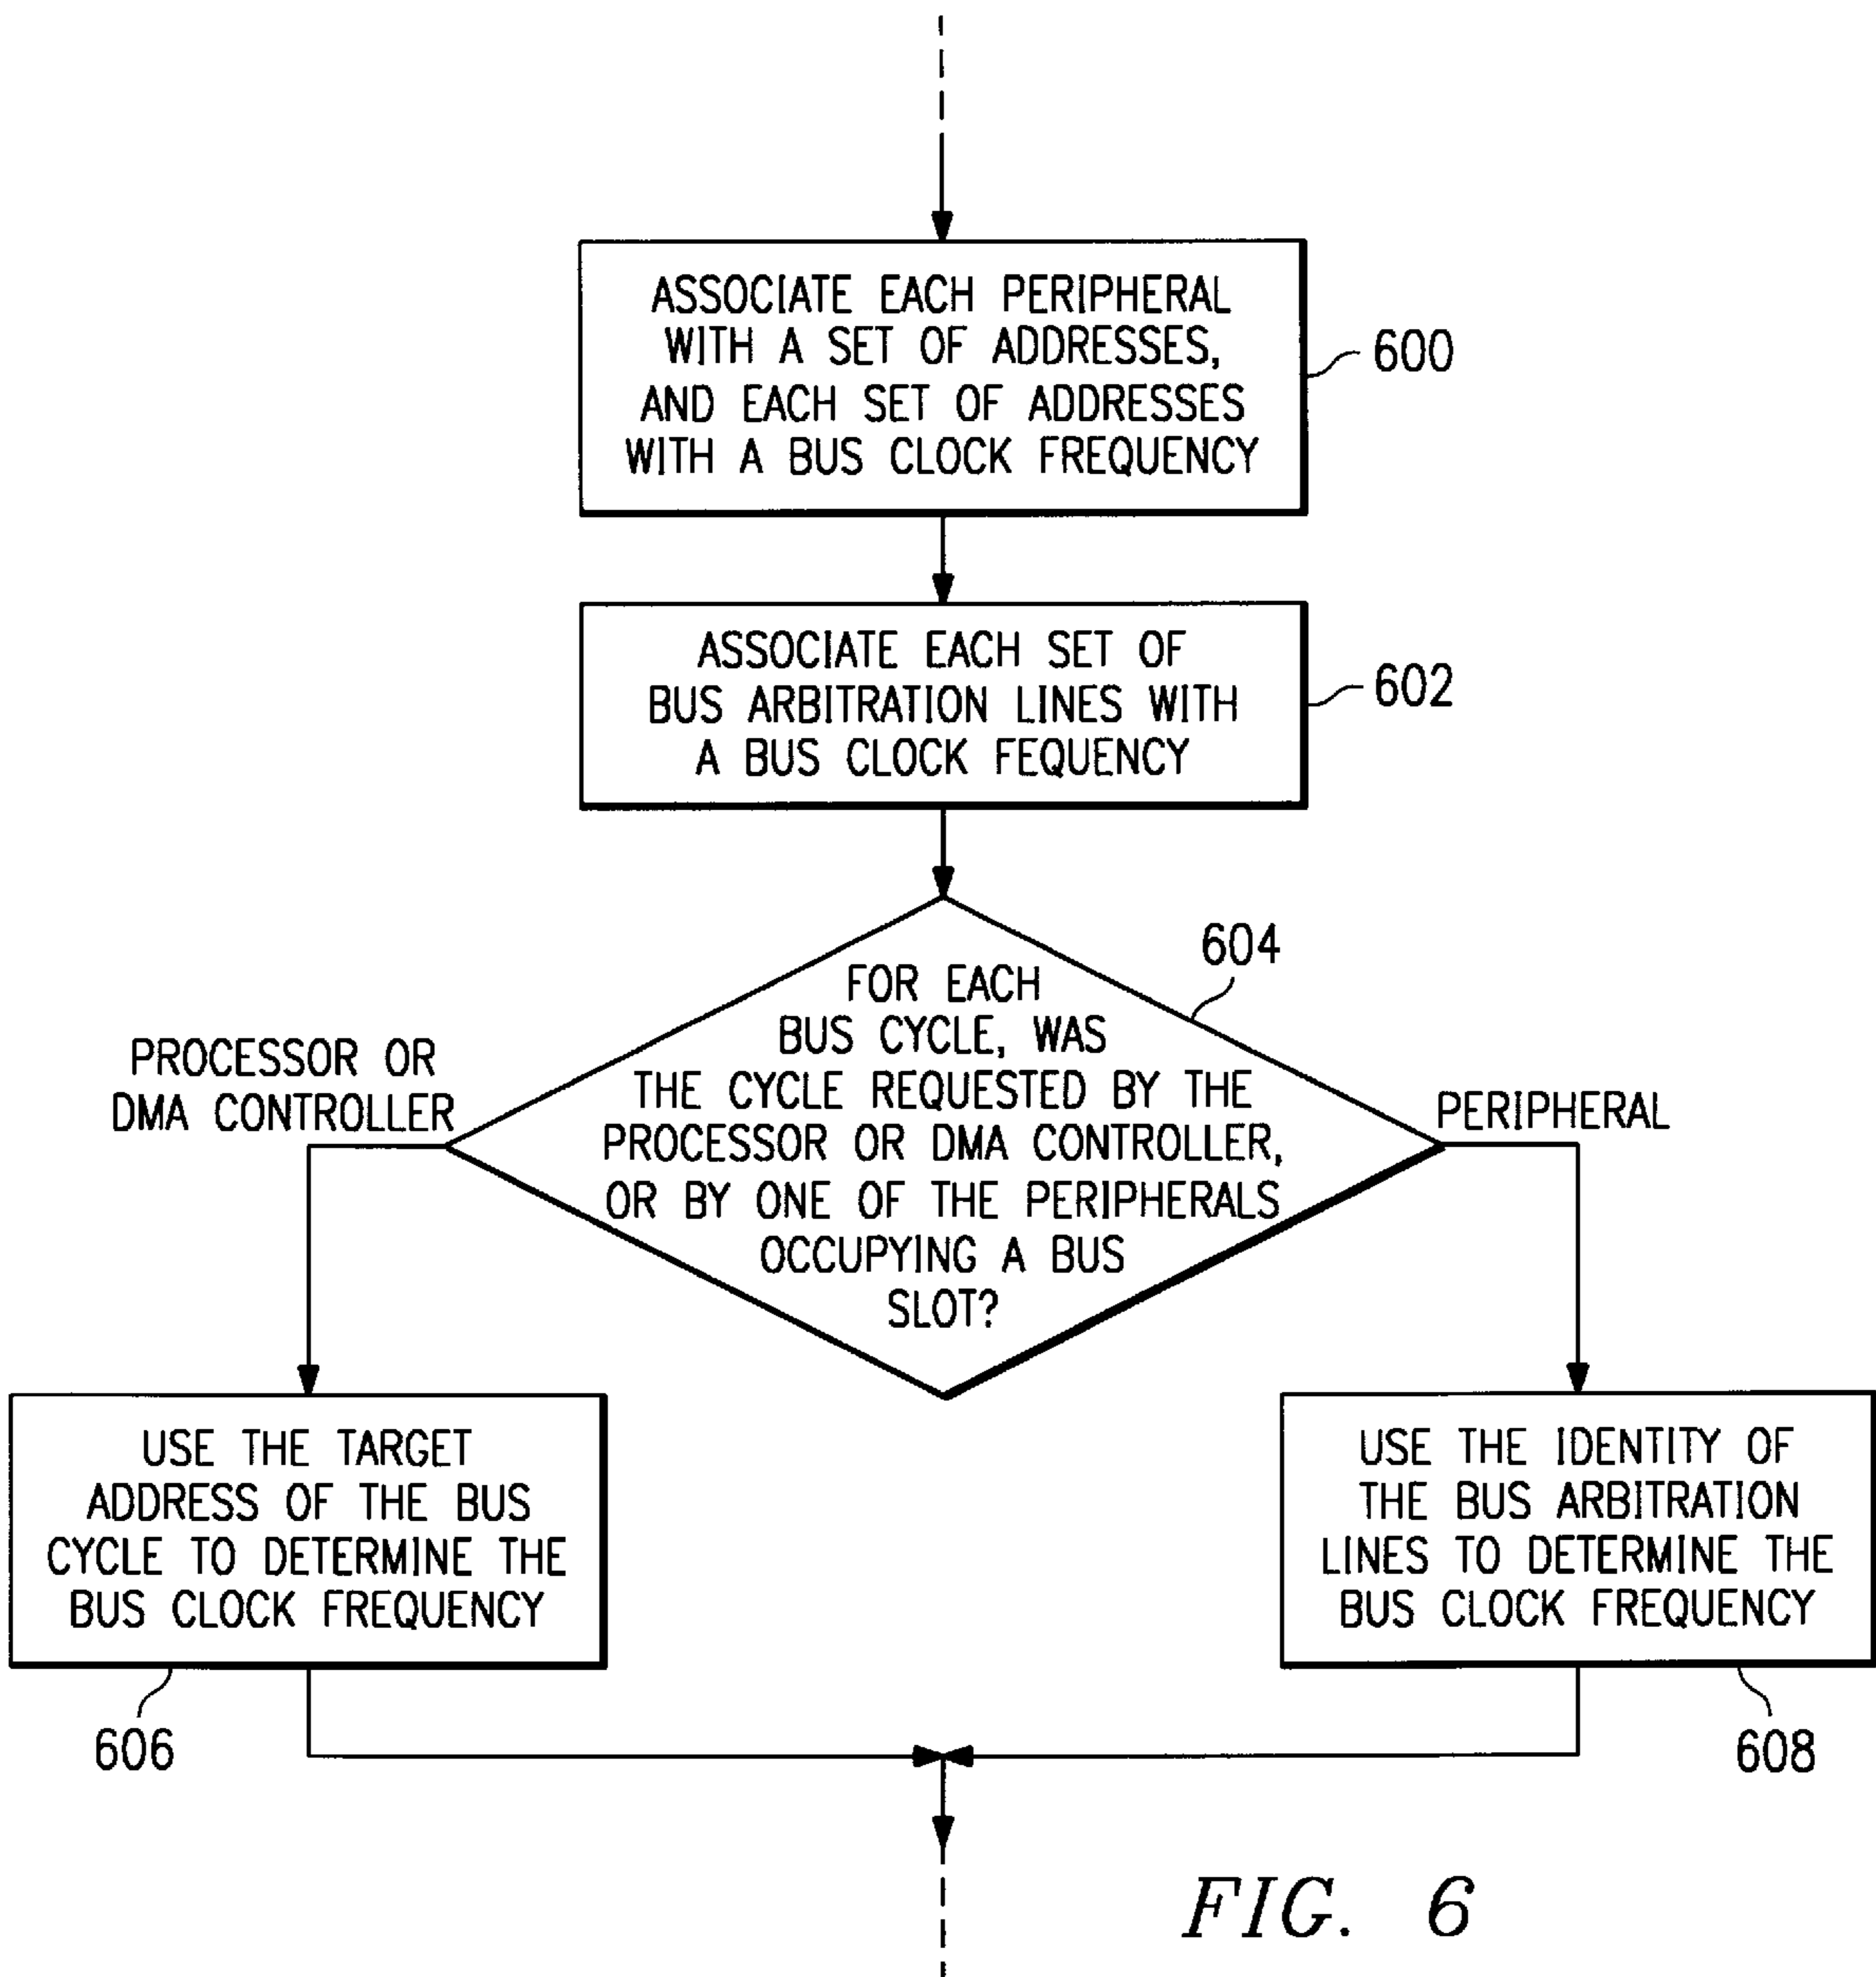 ASSOCIATE EACH PERIPHERAL
WITH A SET OF ADDRESSES,
AND EACH SET OF ADDRESSES
WITH A BUS CLOCK FREQUENCY
600
ASSOCIATE EACH SET OF
BUS ARBITRATION LINES WITH
A BUS CLOCK FEQUENCY
602
604
FOR EACH
BUS CYCLE, WAS
THE CYCLE REQUESTED BY THE
PROCESSOR OR DMA CONTROLLER,
OR BY ONE OF THE PERIPHERALS
OCCUPYING A BUS
SLOT?
PROCESSOR OR
DMA CONTROLLER
PERIPHERAL
USE THE TARGET
ADDRESS OF THE BUS
CYCLE TO DETERMINE THE
BUS CLOCK FREQUENCY
606
USE THE IDENTITY OF
THE BUS ARBITRATION
LINES TO DETERMINE THE
BUS CLOCK FREQUENCY
608
FIG. 6